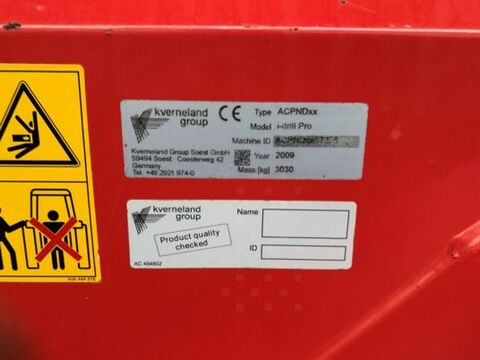 kverneland
group
CE
Type ACPNDxx
Model Pro
Machine ID
Year 2009
Mass [kg] 3030
Kverneland Group Soest GmbH
59494 Soest Coesterweg 42
Germany
Tel. +49 2921 974-0
kverneland
group
Product quality
checked
AC 494802
Name
ID